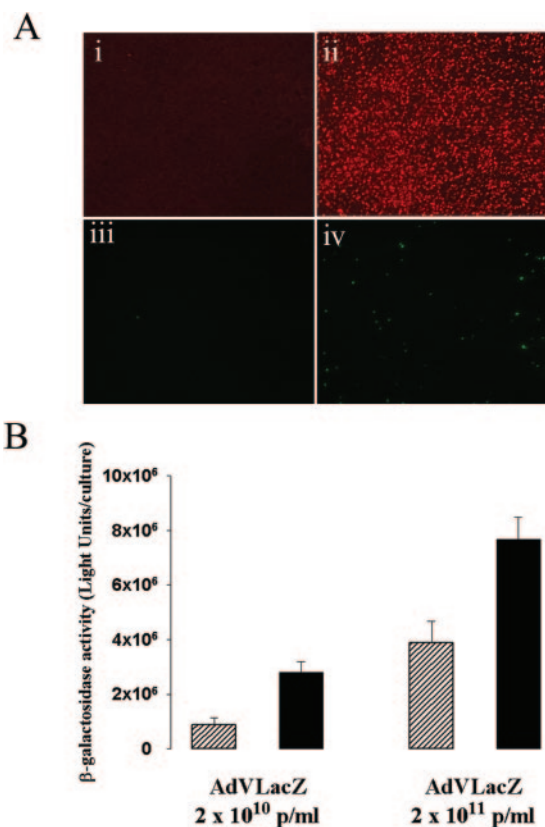 A
i
ii
iii
iv
B
β-galactosidase activity (Light Units/culture)
10x10⁶
8x10⁶
6x10⁶
4x10⁶
2x10⁶
0
AdVLacZ
2 x 10¹⁰ p/ml
AdVLacZ
2 x 10¹¹ p/ml